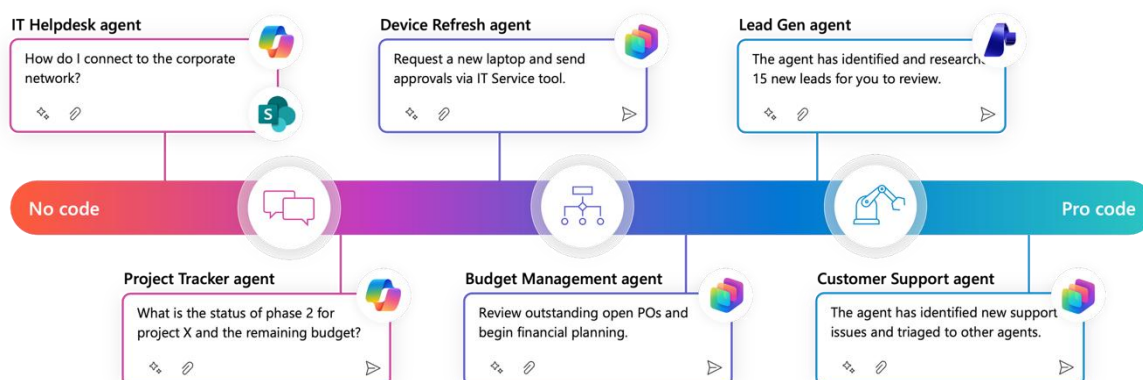 IT Helpdesk agent
How do I connect to the corporate
network?
S
Device Refresh agent
Request a new laptop and send
approvals via IT Service tool.
Lead Gen agent
The agent has identified and
15 new leads for you to review.
No code
Pro code
Project Tracker agent
What is the status of phase 2 for
project X and the remaining budget?
Budget Management agent
Review outstanding open POs and
begin financial planning.
Customer Support agent
The agent has identified new support
issues and triaged to other agents.